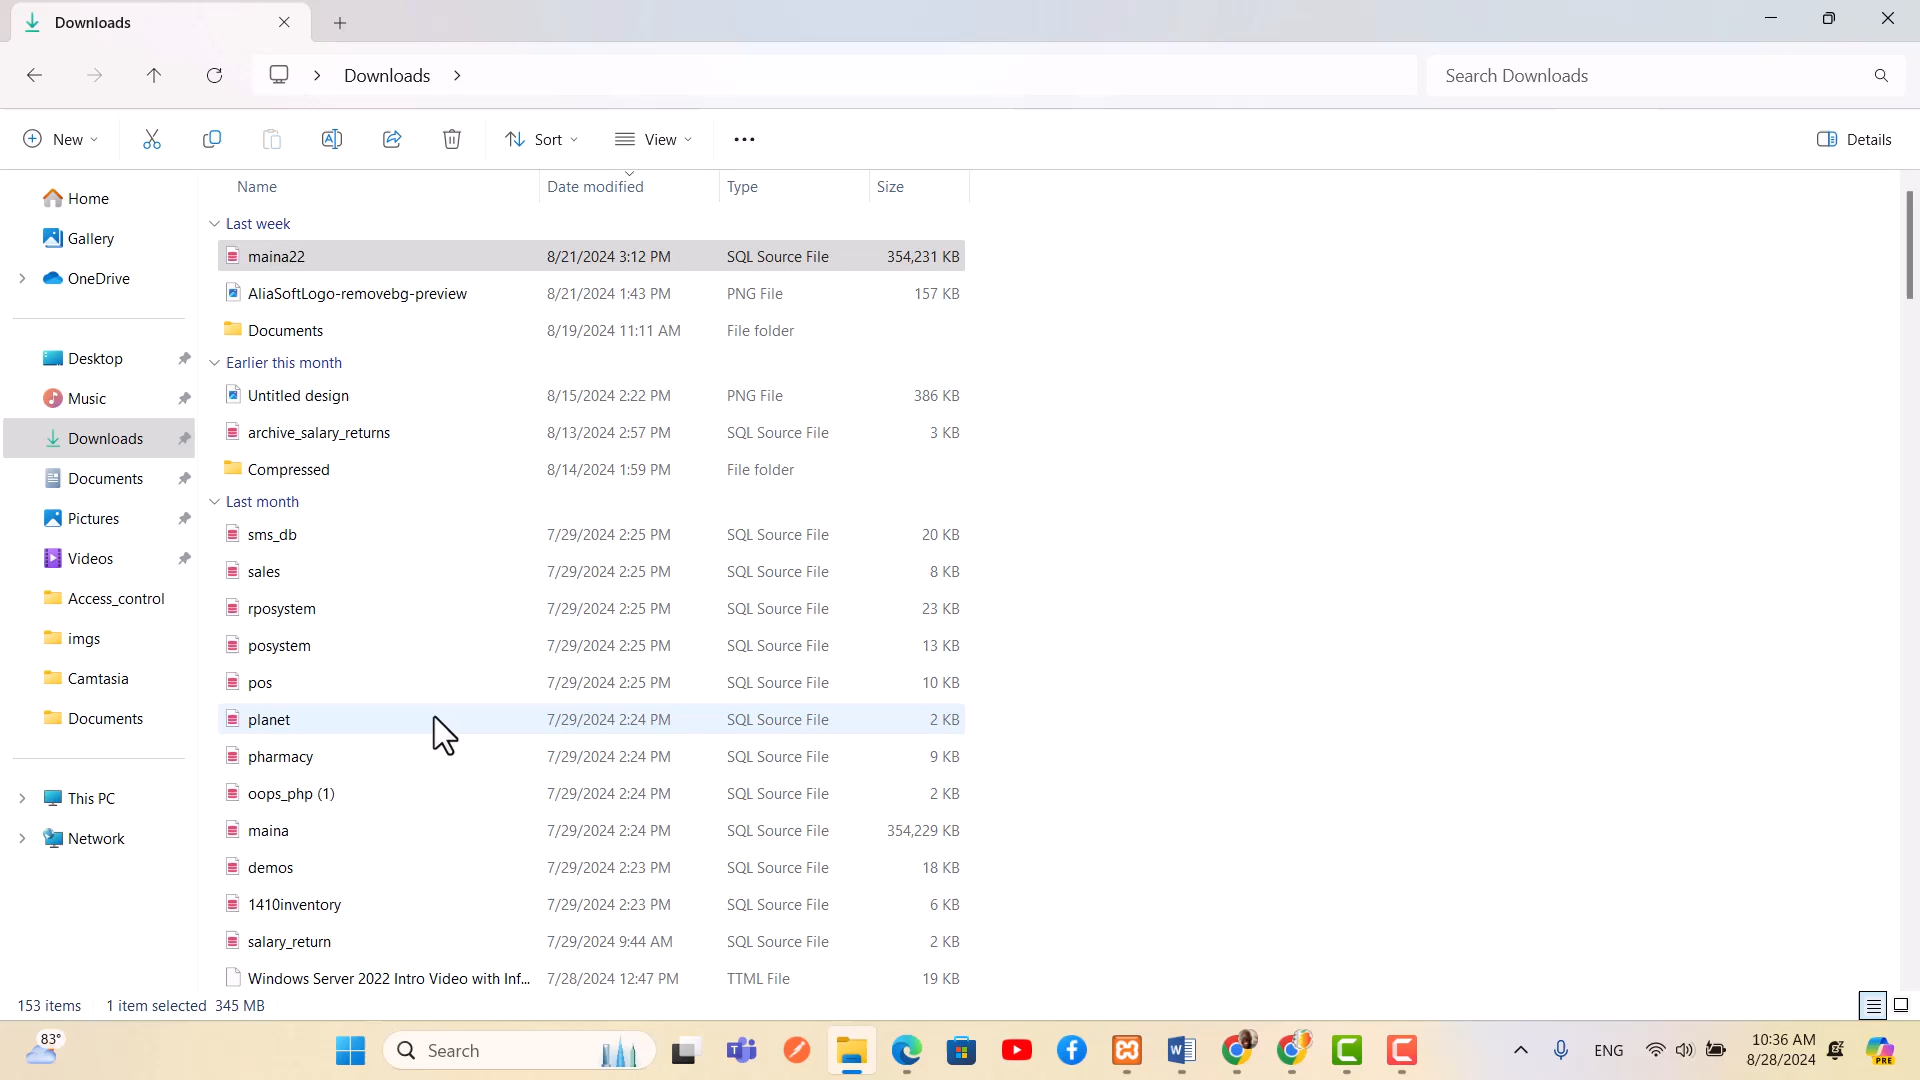 Downloads
Downloads
Search Downloads
New
Sort
View
Details
Home
Gallery
OneDrive
Desktop
Music
Downloads
Documents
Pictures
Videos
Access_control
imgs
Camtasia
Documents
This PC
Network
Name Date modified Type Size
Last week
maina22 8/21/2024 3:12 PM SQL Source File 354,231 KB
AliaSoftLogo-removebg-preview 8/21/2024 1:43 PM PNG File 157 KB
Documents 8/19/2024 11:11 AM File folder
Earlier this month
Untitled design 8/15/2024 2:22 PM PNG File 386 KB
archive_salary_returns 8/13/2024 2:57 PM SQL Source File 3 KB
Compressed 8/14/2024 1:59 PM File folder
Last month
sms_db 7/29/2024 2:25 PM SQL Source File 20 KB
sales 7/29/2024 2:25 PM SQL Source File 8 KB
rposystem 7/29/2024 2:25 PM SQL Source File 23 KB
posystem 7/29/2024 2:25 PM SQL Source File 13 KB
pos 7/29/2024 2:25 PM SQL Source File 10 KB
planet 7/29/2024 2:24 PM SQL Source File 2 KB
pharmacy 7/29/2024 2:24 PM SQL Source File 9 KB
oops_php (1) 7/29/2024 2:24 PM SQL Source File 2 KB
maina 7/29/2024 2:24 PM SQL Source File 354,229 KB
demos 7/29/2024 2:23 PM SQL Source File 18 KB
1410inventory 7/29/2024 2:23 PM SQL Source File 6 KB
salary_return 7/29/2024 9:44 AM SQL Source File 2 KB
Windows Server 2022 Intro Video with Inf... 7/28/2024 12:47 PM TTML File 19 KB
153 items 1 item selected 345 MB
83°
Search
ENG
10:36 AM
8/28/2024
PRE